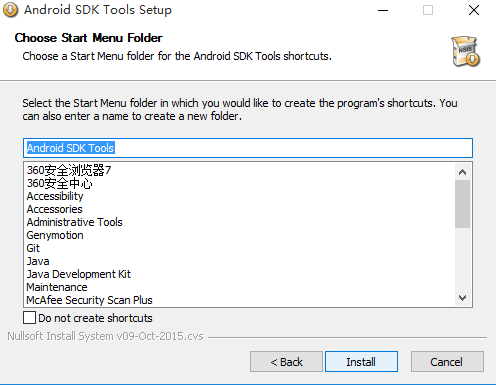 Android SDK Tools Setup
Choose Start Menu Folder
Choose a Start Menu folder for the Android SDK Tools shortcuts.
Select the Start Menu folder in which you would like to create the program's shortcuts. You
can also enter a name to create a new folder.
Android SDK Tools
360安全浏览器7
360安全中心
Accessibility
Accessories
Administrative Tools
Genymotion
Git
Java
Java Development Kit
Maintenance
McAfee Security Scan Plus
Do not create shortcuts
Nullsoft Install System v09-Oct-2015.cvs
< Back
Install
Cancel